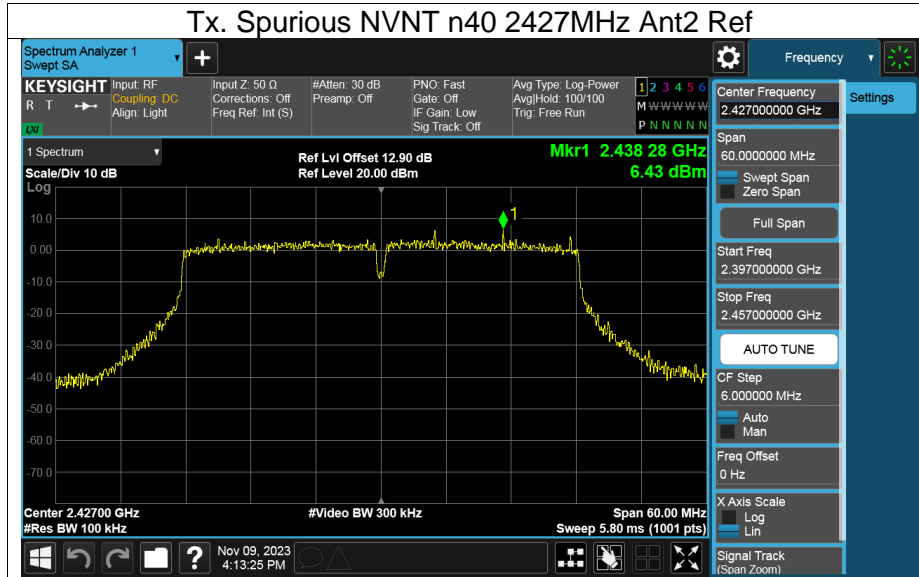 Tx. Spurious NVNT n40 2427MHz Ant2 Ref
Spectrum Analyzer 1
Swept SA
+
Frequency
KEYSIGHT
R T
LXI
Input: RF
Coupling: DC
Align: Light
Input Z: 50 Ω
Corrections: Off
Freq Ref: Int (S)
#Atten: 30 dB
Preamp: Off
PNO: Fast
Gate: Off
IF Gain: Low
Sig Track: Off
Avg Type: Log-Power
Avg|Hold: 100/100
Trig: Free Run
1 2 3 4 5 6
M W W W W W
P N N N N N
1 Spectrum
Scale/Div 10 dB
Log
Ref Lvl Offset 12.90 dB
Ref Level 20.00 dBm
Mkr1 2.438 28 GHz
6.43 dBm
1
10.0
0.00
-10.0
-20.0
-30.0
-40.0
-50.0
-60.0
-70.0
Center 2.42700 GHz
#Res BW 100 kHz
#Video BW 300 kHz
Span 60.00 MHz
Sweep 5.80 ms (1001 pts)
?
Nov 09, 2023
4:13:25 PM
Center Frequency
2.427000000 GHz
Span
60.0000000 MHz
Swept Span
Zero Span
Full Span
Start Freq
2.397000000 GHz
Stop Freq
2.457000000 GHz
AUTO TUNE
CF Step
6.000000 MHz
Auto
Man
Freq Offset
0 Hz
X Axis Scale
Log
Lin
Signal Track
(Span Zoom)
Settings